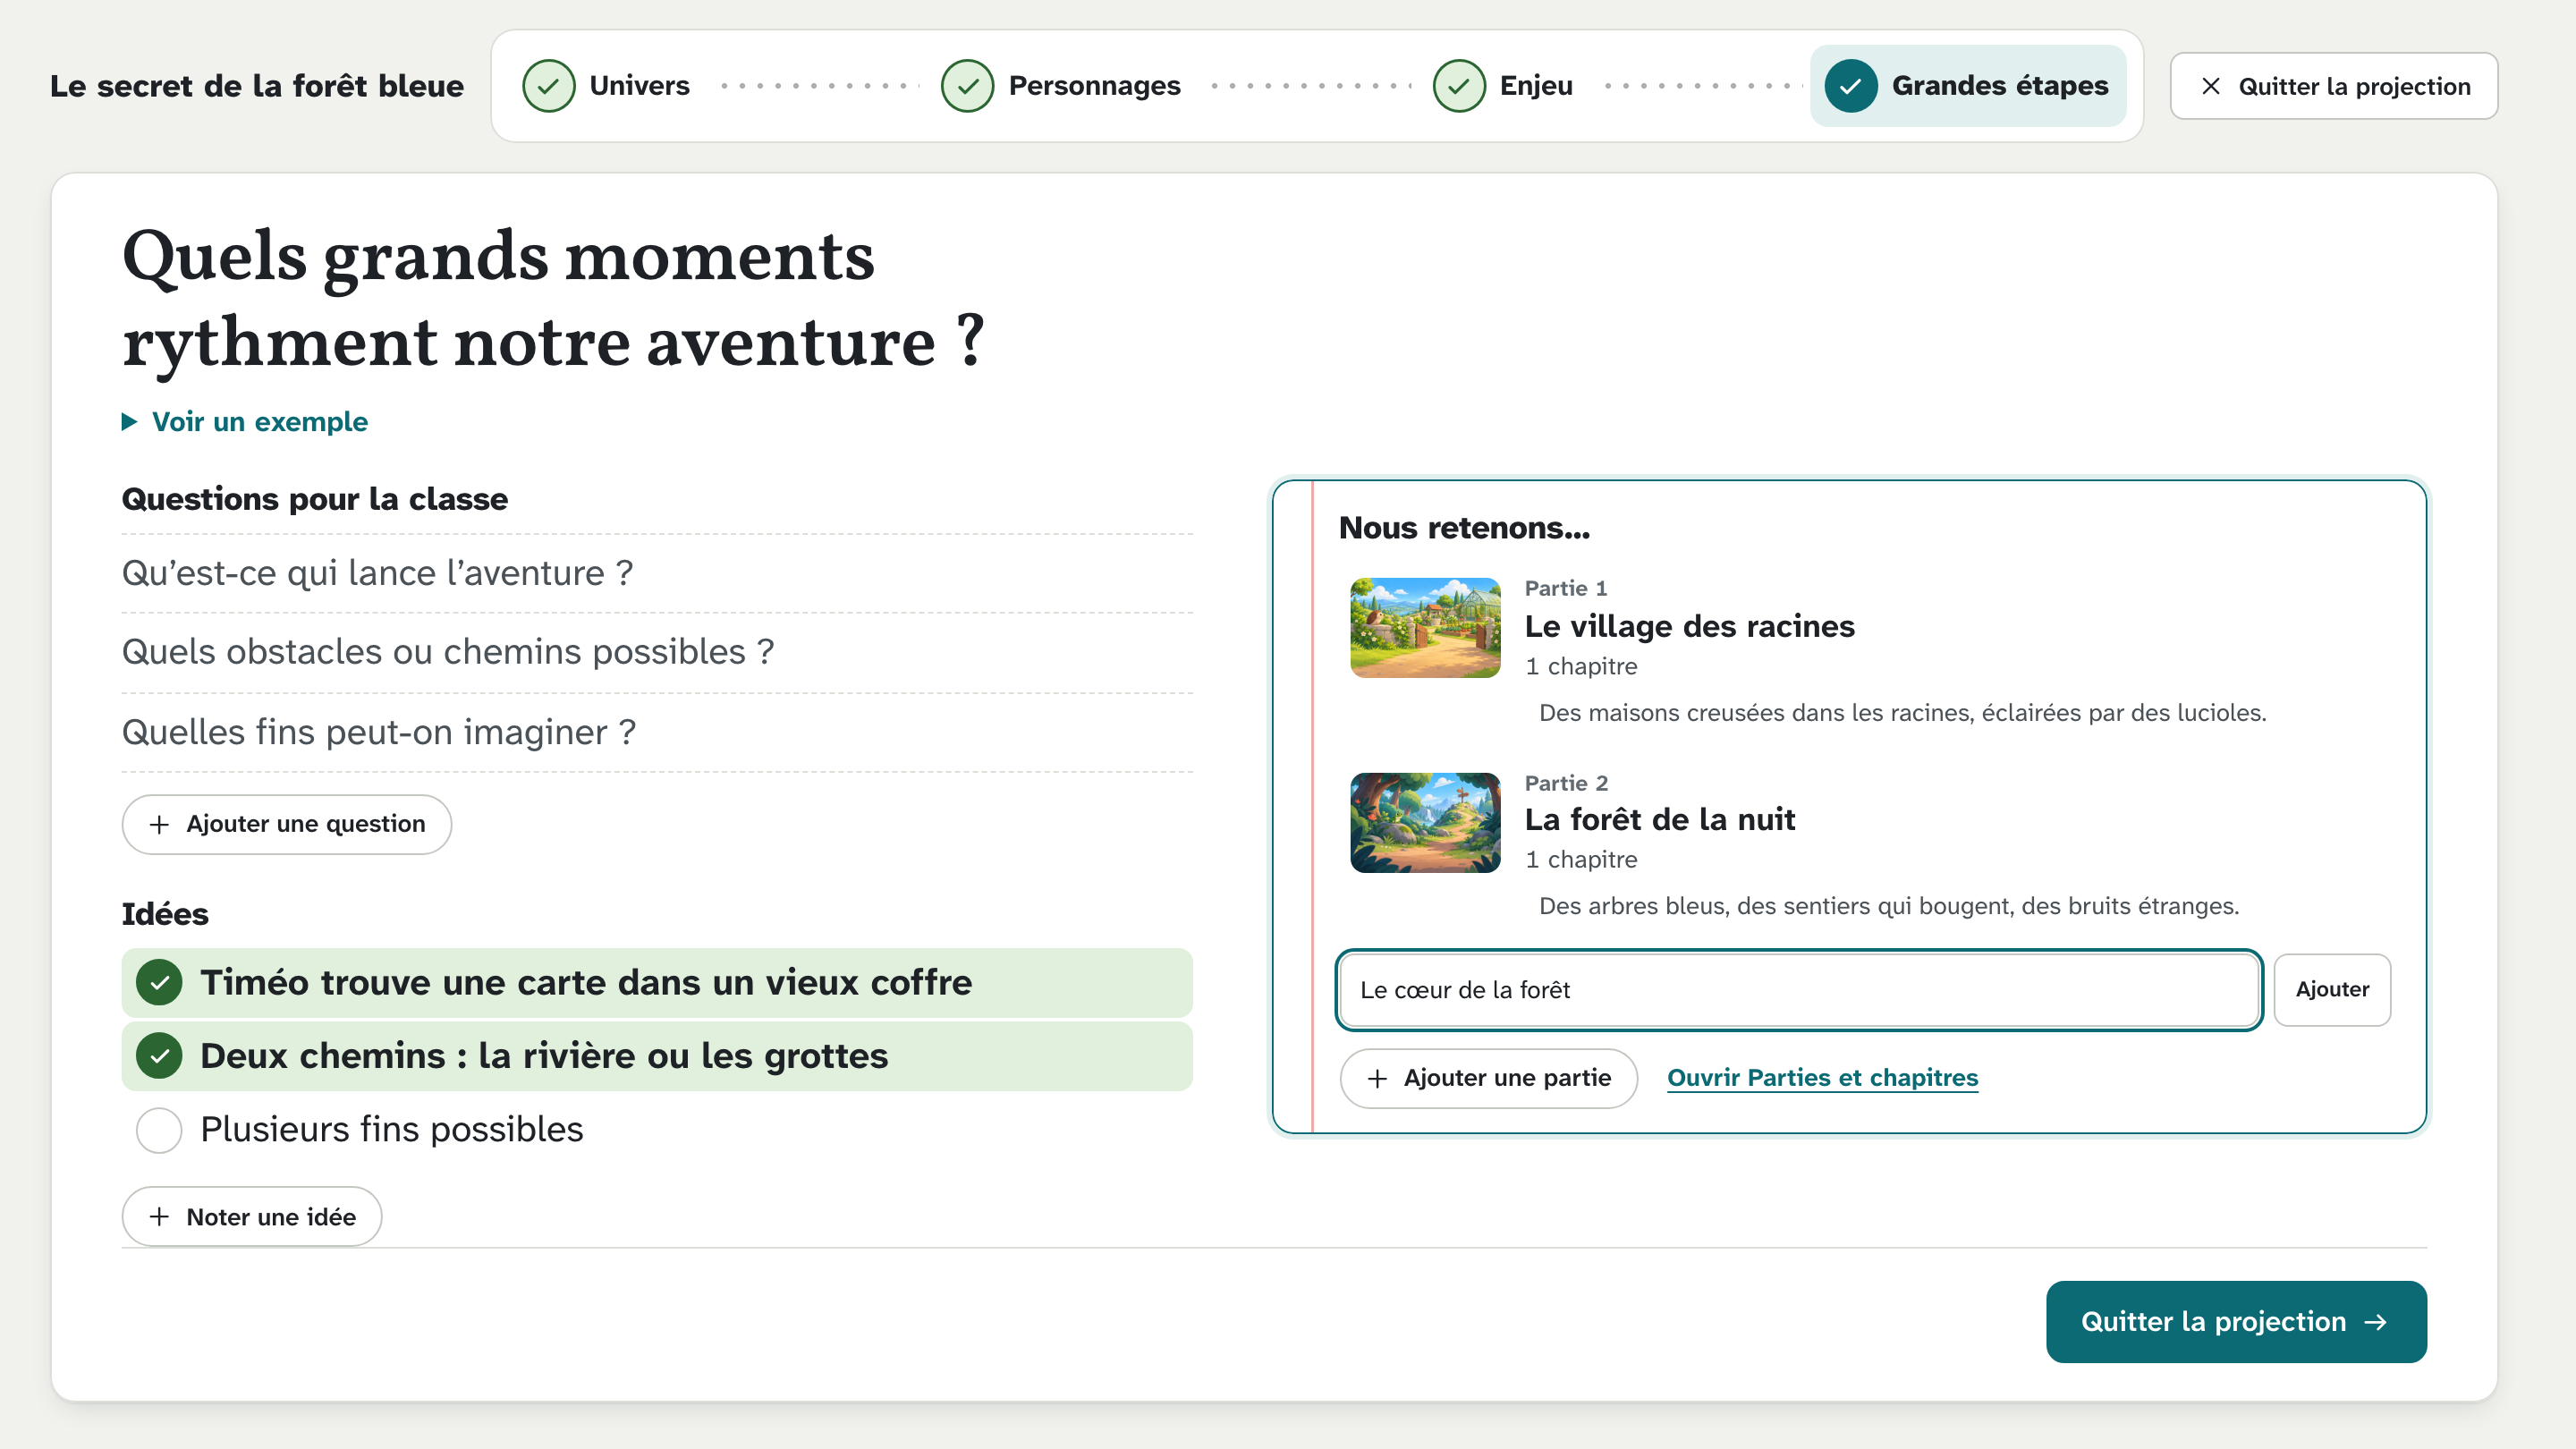 Le secret de la forêt bleue
Univers
Personnages
Enjeu
Grandes étapes
Quitter la projection
Quels grands moments
rythment notre aventure ?
Voir un exemple
Questions pour la classe
Qu’est-ce qui lance l’aventure ?
Quels obstacles ou chemins possibles ?
Quelles fins peut-on imaginer ?
Ajouter une question
Idées
Timéo trouve une carte dans un vieux coffre
Deux chemins : la rivière ou les grottes
Plusieurs fins possibles
Noter une idée
Nous retenons...
Partie 1
Le village des racines
1 chapitre
Des maisons creusées dans les racines, éclairées par des lucioles.
Partie 2
La forêt de la nuit
1 chapitre
Des arbres bleus, des sentiers qui bougent, des bruits étranges.
Le cœur de la forêt
Ajouter
Ajouter une partie
Ouvrir Parties et chapitres
Quitter la projection